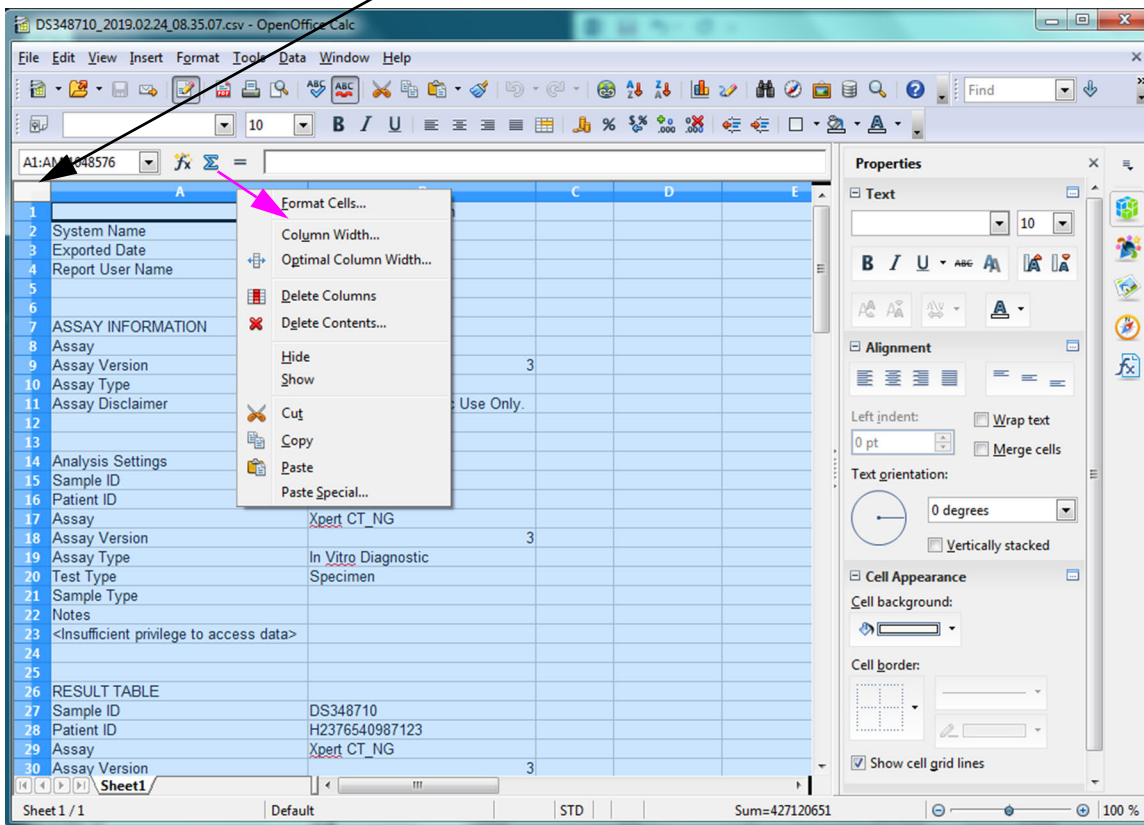 DS348710_2019.02.24_08.35.07.csv - OpenOffice Calc
File Edit View Insert Format Tools Data Window Help
Find
10
A1:AM1048576
A C D E
1
2 System Name
3 Exported Date
4 Report User Name
5
6
7 ASSAY INFORMATION
8 Assay
9 Assay Version 3
10 Assay Type
11 Assay Disclaimer Use Only.
12
13
14 Analysis Settings
15 Sample ID
16 Patient ID
17 Assay Xpert CT_NG
18 Assay Version 3
19 Assay Type In Vitro Diagnostic
20 Test Type Specimen
21 Sample Type
22 Notes
23 <Insufficient privilege to access data>
24
25
26 RESULT TABLE
27 Sample ID DS348710
28 Patient ID H2376540987123
29 Assay Xpert CT_NG
30 Assay Version 3
Format Cells...
Column Width...
Optimal Column Width...
Delete Columns
Delete Contents...
Hide
Show
Cut
Copy
Paste
Paste Special...
Properties
Text
10
Alignment
Left indent:
Wrap text
0 pt
Merge cells
Text orientation:
0 degrees
Vertically stacked
Cell Appearance
Cell background:
Cell border:
Show cell grid lines
Sheet1
Sheet 1 / 1 Default STD Sum=427120651 100 %